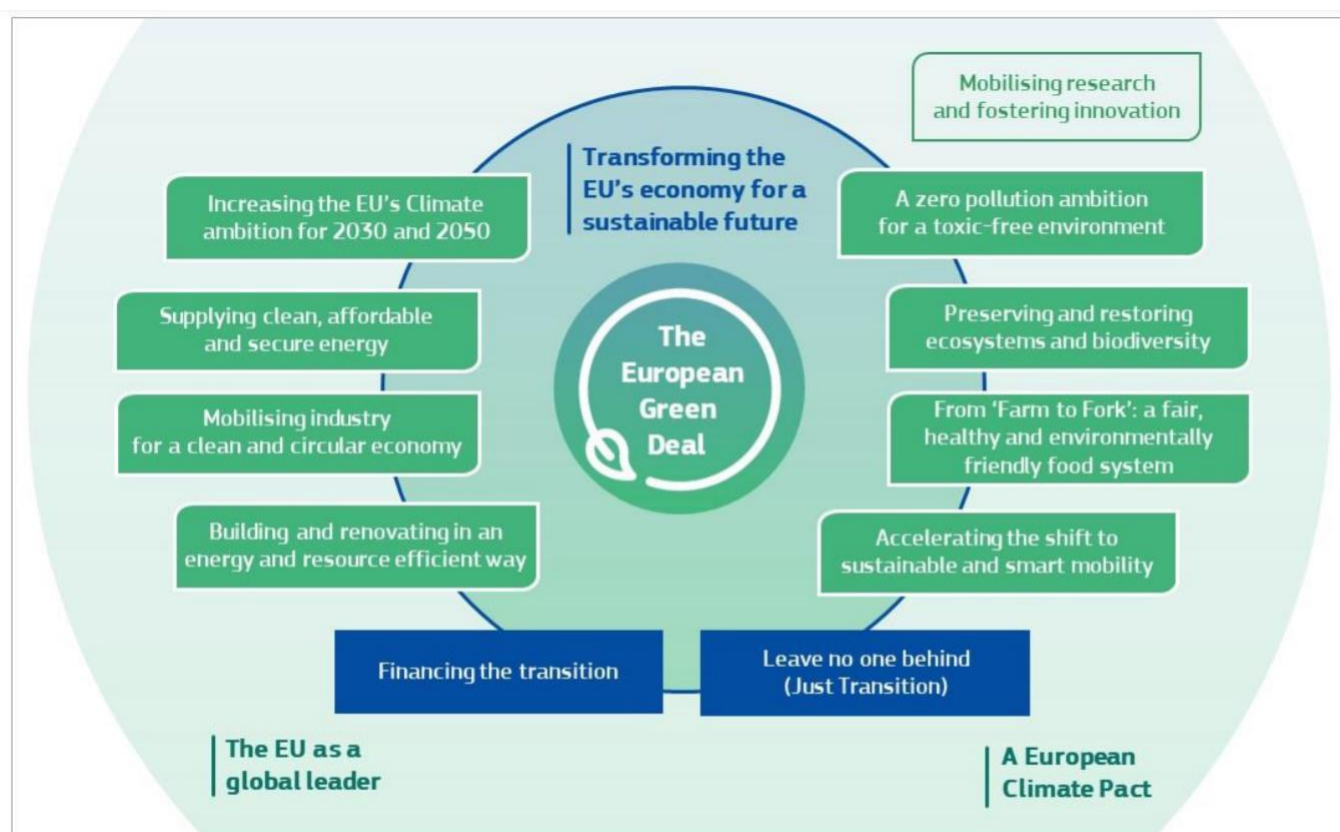 Mobilising research
and fostering innovation
Transforming the
EU's economy for a
sustainable future
Increasing the EU's Climate
ambition for 2030 and 2050
A zero pollution ambition
for a toxic-free environment
Supplying clean, affordable
and secure energy
The
European
Green
Deal
Preserving and restoring
ecosystems and biodiversity
Mobilising industry
for a clean and circular economy
From ‘Farm to Fork’: a fair,
healthy and environmentally
friendly food system
Building and renovating in an
energy and resource efficient way
Accelerating the shift to
sustainable and smart mobility
Financing the transition
Leave no one behind
(Just Transition)
The EU as a
global leader
A European
Climate Pact